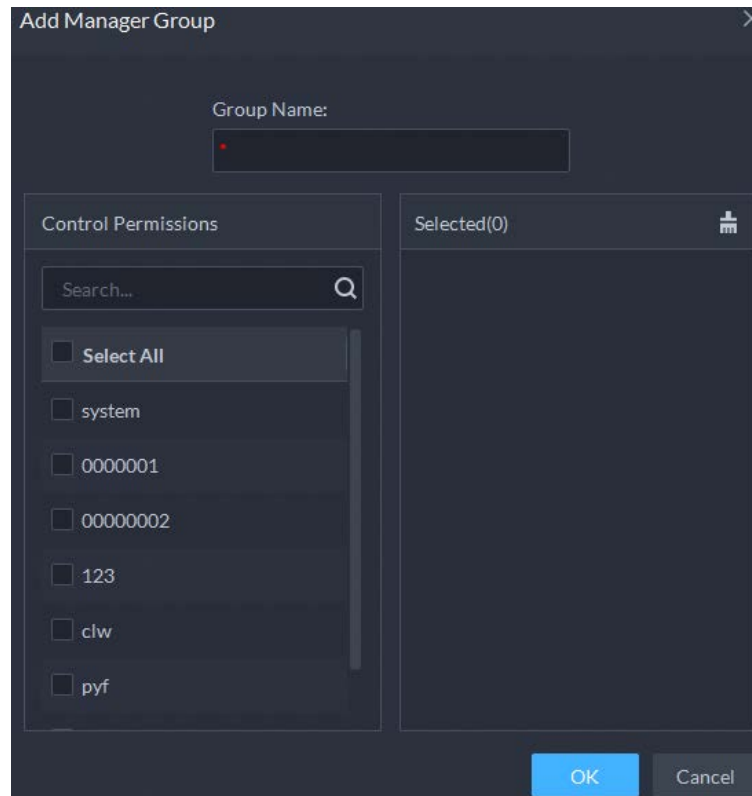 Add Manager Group
Group Name:
*
Control Permissions
Selected(0)
Search...
Select All
system
0000001
00000002
123
clw
pyf
OK
Cancel